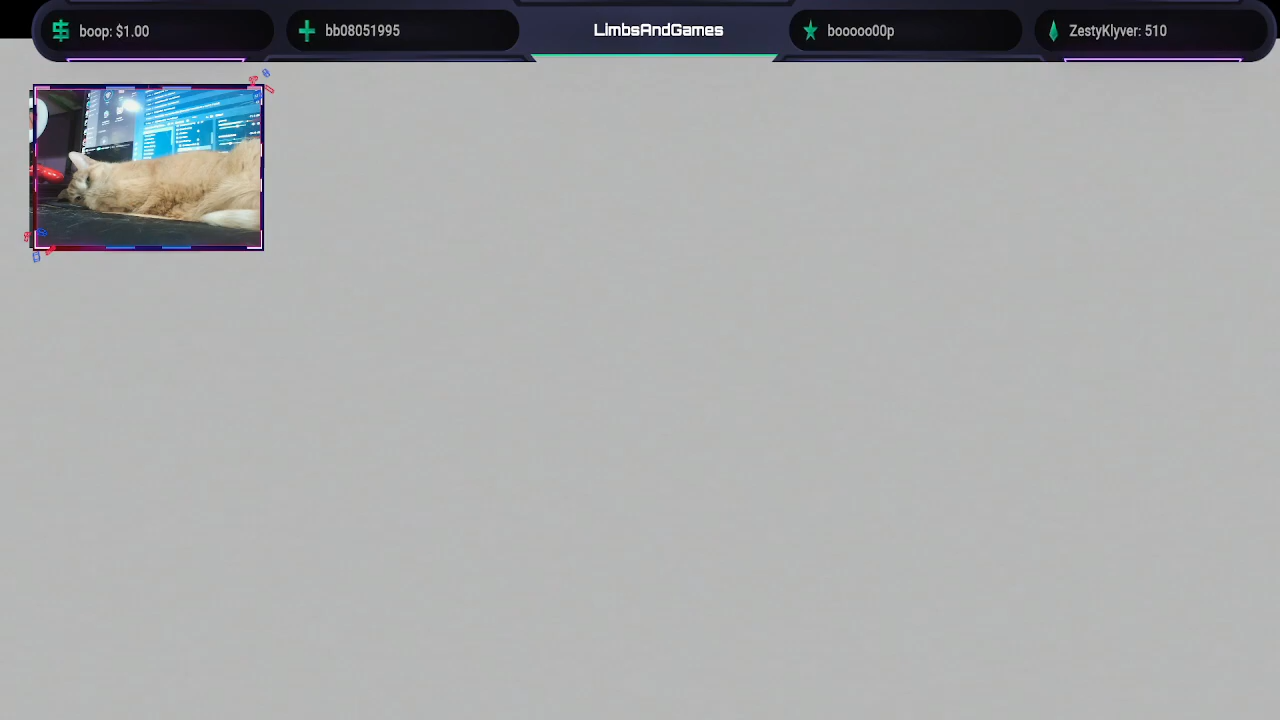 boop: $1.00
bb08051995
LimbsAndGames
booooo00p
ZestyKlyver: 510